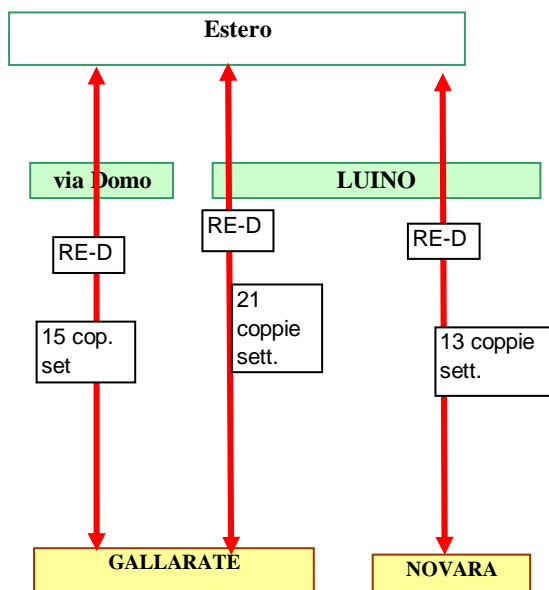 Estero
via Domo
LUINO
RE-D
RE-D
RE-D
15 cop.
set
21
coppie
sett.
13 coppie
sett.
GALLARATE
NOVARA